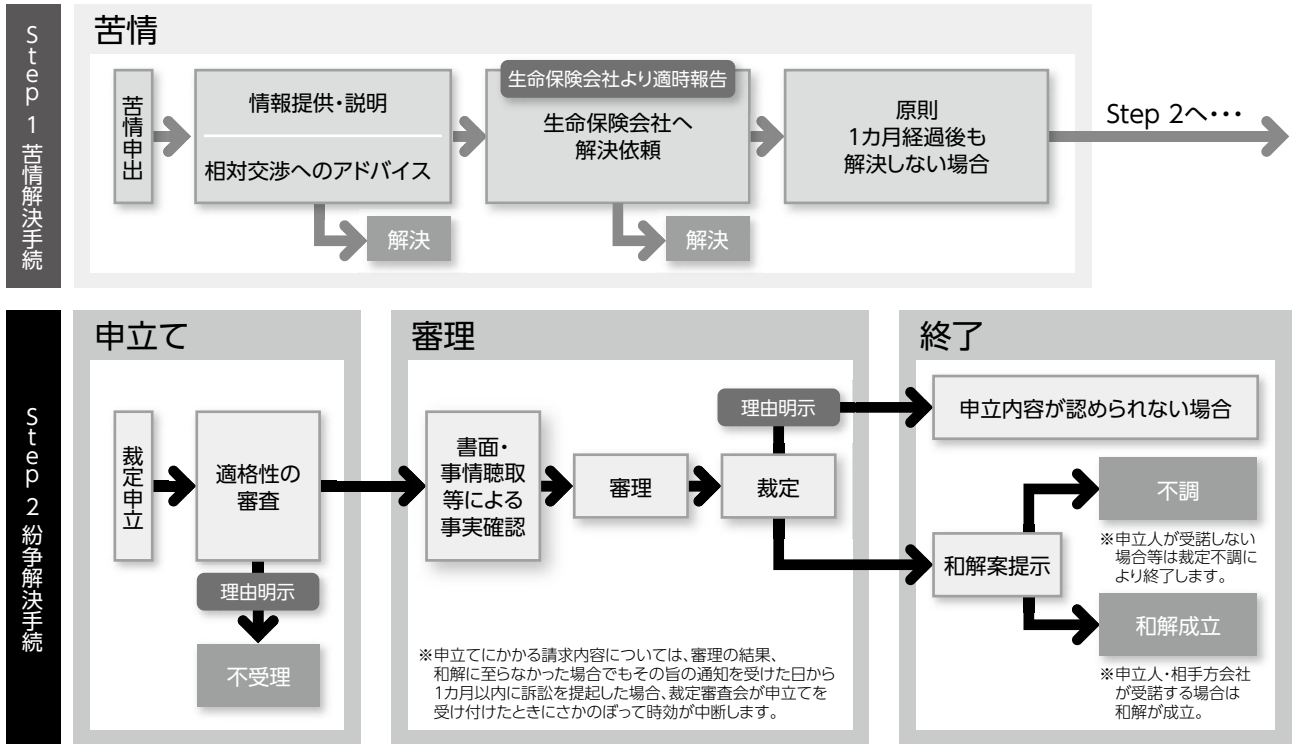 Step 1 苦情解決手続
苦情
苦情申出
情報提供・説明
相対交渉へのアドバイス
解決
生命保険会社より適時報告
生命保険会社へ
解決依頼
解決
原則
1カ月経過後も
解決しない場合
Step 2へ・・・
Step 2 紛争解決手続
申立て
裁定申立
適格性の
審査
理由明示
不受理
審理
書面・
事情聴取
等による
事実確認
審理
裁定
理由明示
※申立てにかかる請求内容については、審理の結果、
和解に至らなかった場合でもその旨の通知を受けた日から
1カ月以内に訴訟を提起した場合、裁定審査会が申立てを
受け付けたときにさかのぼって時効が中断します。
終了
申立内容が認められない場合
和解案提示
不調
※申立人が受諾しない
場合等は裁定不調に
より終了します。
和解成立
※申立人・相手方会社
が受諾する場合は
和解が成立。